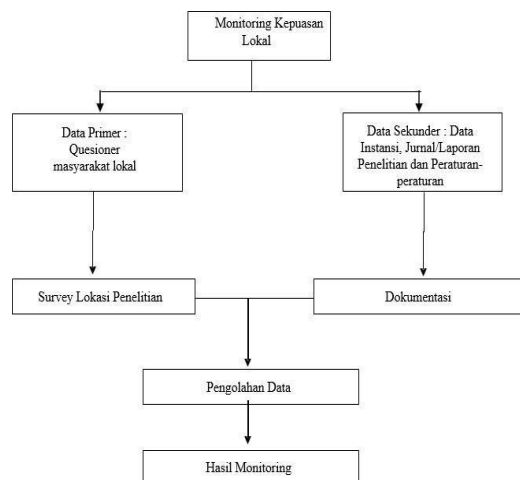 Monitoring Kepuasan
Lokal
Data Primer :
Quesioner
masyarakat lokal
Data Sekunder : Data
Instansi, Jurnal/Laporan
Penelitian dan Peraturan-
peraturan
Survey Lokasi Penelitian
Dokumentasi
Pengolahan Data
Hasil Monitoring